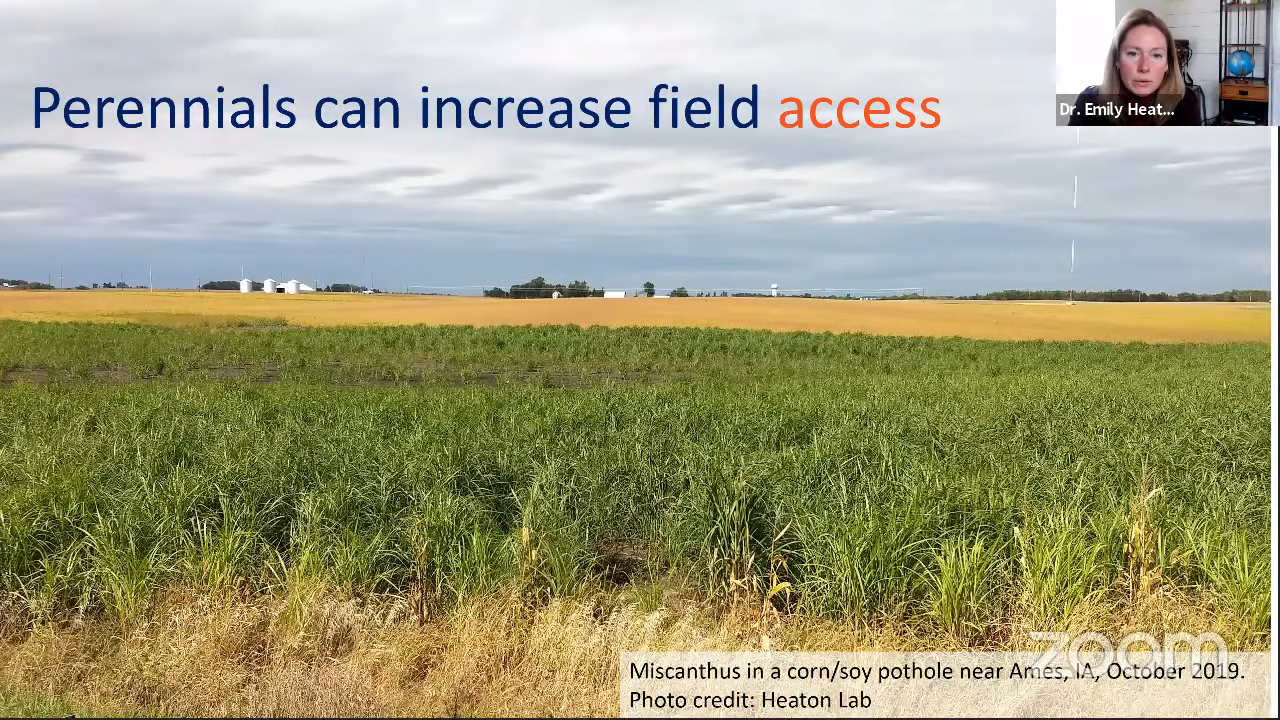 Perennials can increase field access
Dr. Emily Heat...
zoom
Miscanthus in a corn/soy pothole near Ames, IA, October 2019.
Photo credit: Heaton Lab